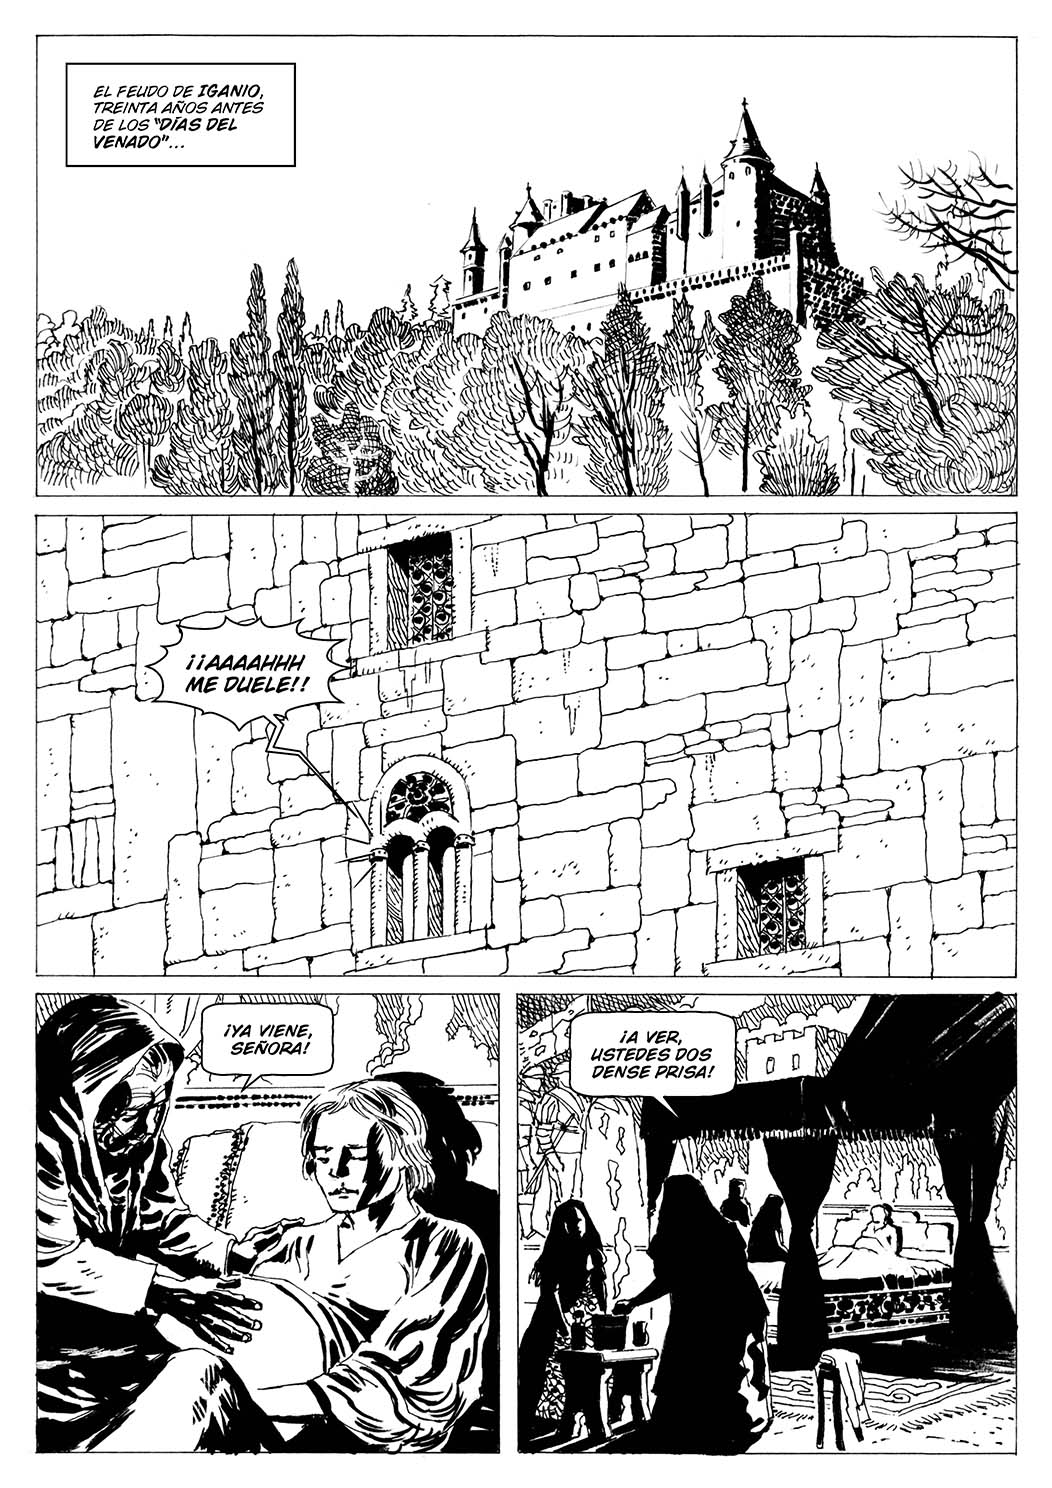 EL FEUDO DE IGANIO,
TREINTA AÑOS ANTES
DE LOS "DÍAS DEL
VENADO"...
¡¡AAAAHHH
ME DUELE!!
¡YA VIENE,
SEÑORA!
¡A VER,
USTEDES DOS
DENSE PRISA!